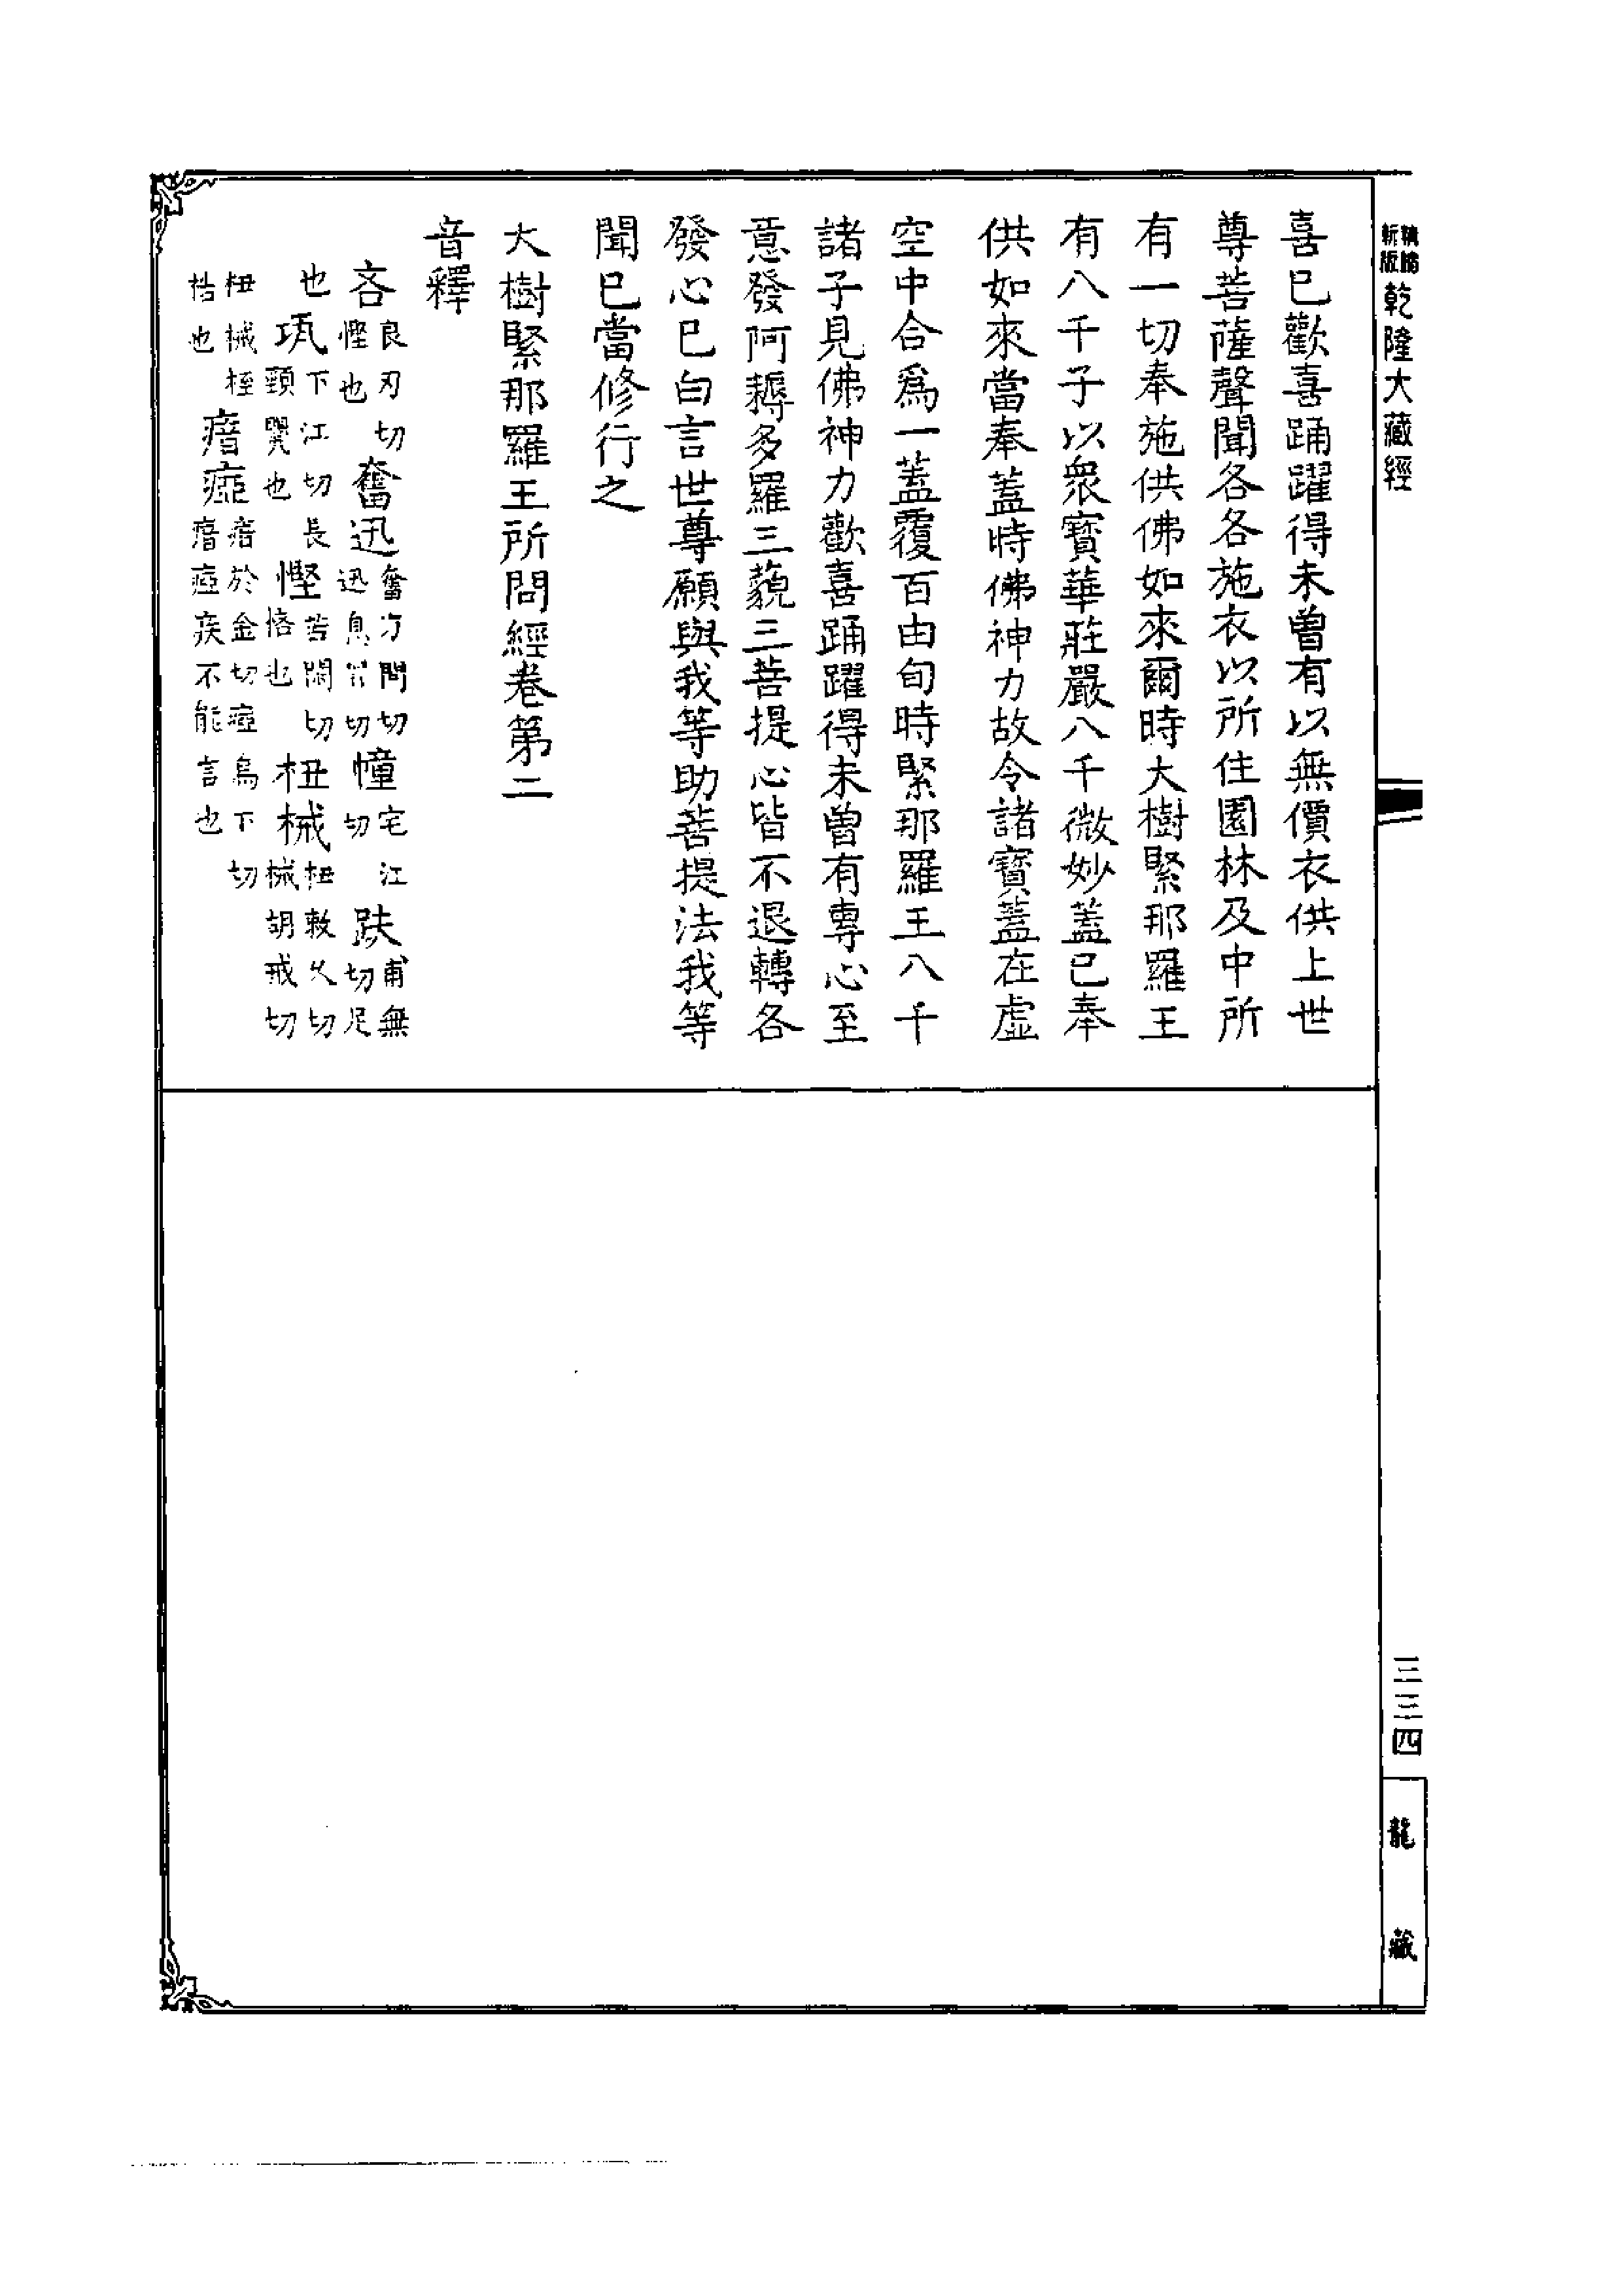 新版乾隆大藏經
喜已歡喜踊躍得未曾有以無價衣供上世
尊菩薩聲聞各各施衣以所住園林及中所
有一切奉施供佛如來爾時大樹緊那羅王
有八千子以眾寶華莊嚴八千微妙蓋已奉
供如來當奉蓋時佛神力故令諸寶蓋在虛
空中合為一蓋覆百由旬時緊那羅王八千
諸子見佛神力歡喜踊躍得未曾有專心至
意發阿耨多羅三藐三菩提心皆不退轉各
發心已白言世尊願與我等助菩提法我等
聞已當修行之
大樹緊那羅王所問經卷第二
音釋
吝良刃切慳也 奮迅奮方問切迅息晉切 幢宅江切 趺甫無切足
也 瓨下江切長頸甖也 慳苦閑切悋也 杻械杻敕久切械胡戒切
杻械桎梏也 瘖瘂瘖於金切瘂烏下切瘖瘂疾不能言也
三三四
龍藏